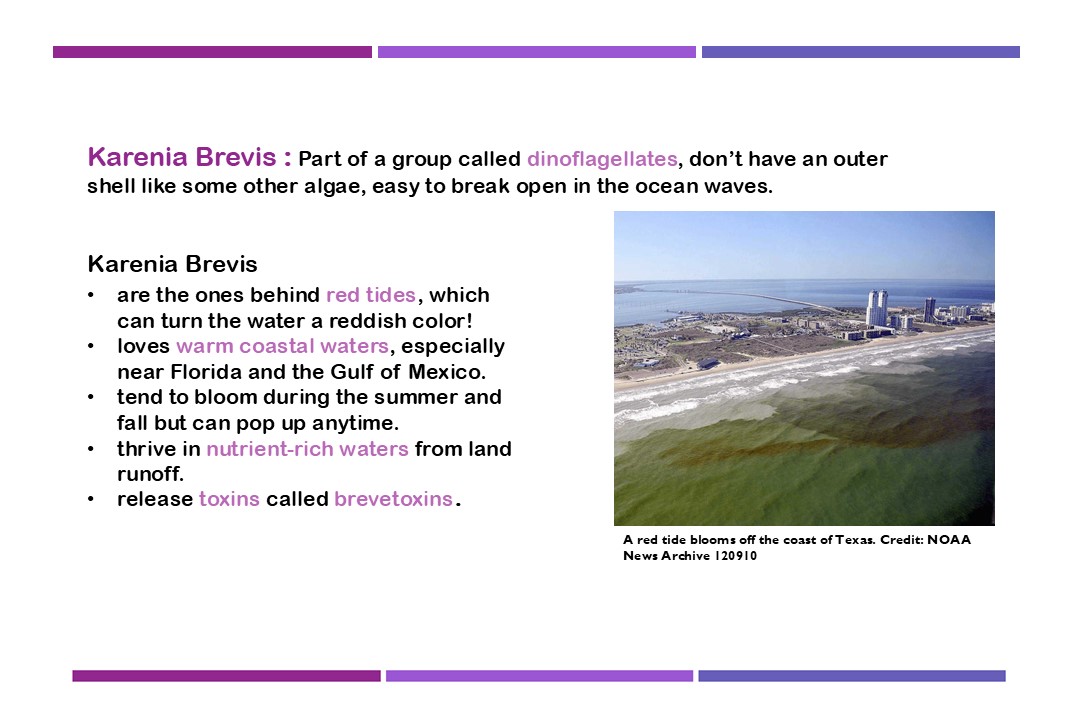 Karenia Brevis : Part of a group called dinoflagellates, don’t have an outer
shell like some other algae, easy to break open in the ocean waves.
Karenia Brevis
• are the ones behind red tides, which
can turn the water a reddish color!
• loves warm coastal waters, especially
near Florida and the Gulf of Mexico.
• tend to bloom during the summer and
fall but can pop up anytime.
• thrive in nutrient-rich waters from land
runoff.
• release toxins called brevetoxins.
A red tide blooms off the coast of Texas. Credit: NOAA
News Archive 120910